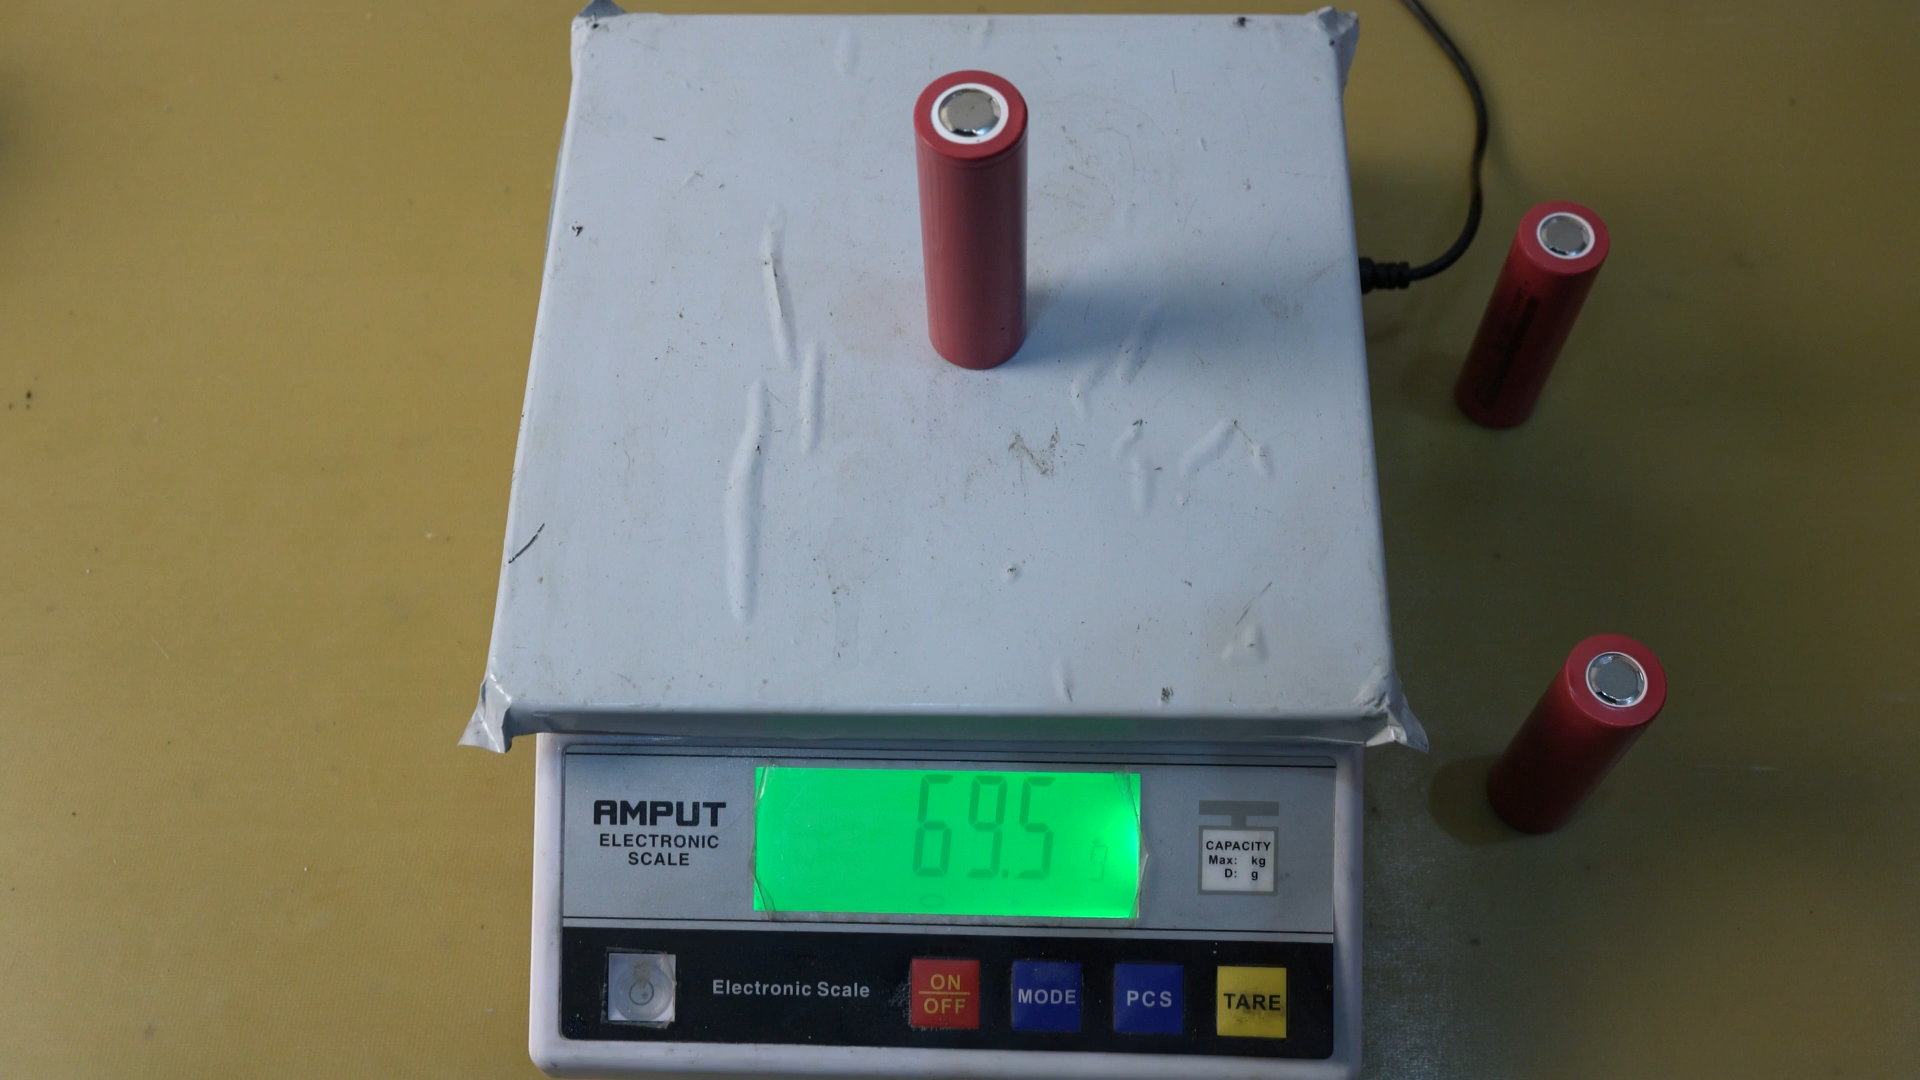 69.5 g
AMPUT
ELECTRONIC
SCALE
CAPACITY
Max: kg
D: g
Electronic Scale
ON
OFF
MODE
PCS
TARE